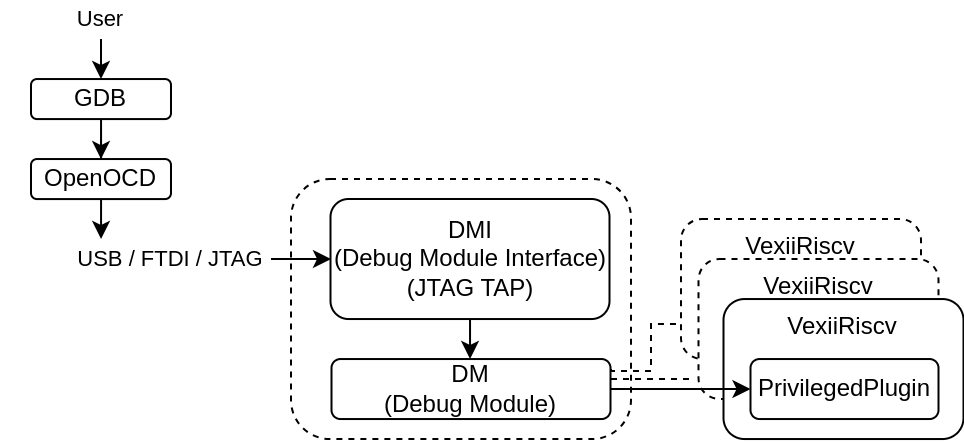 User
GDB
OpenOCD
USB / FTDI / JTAG
DMI
(Debug Module Interface)
(JTAG TAP)
DM
(Debug Module)
VexiiRiscv
VexiiRiscv
VexiiRiscv
PrivilegedPlugin